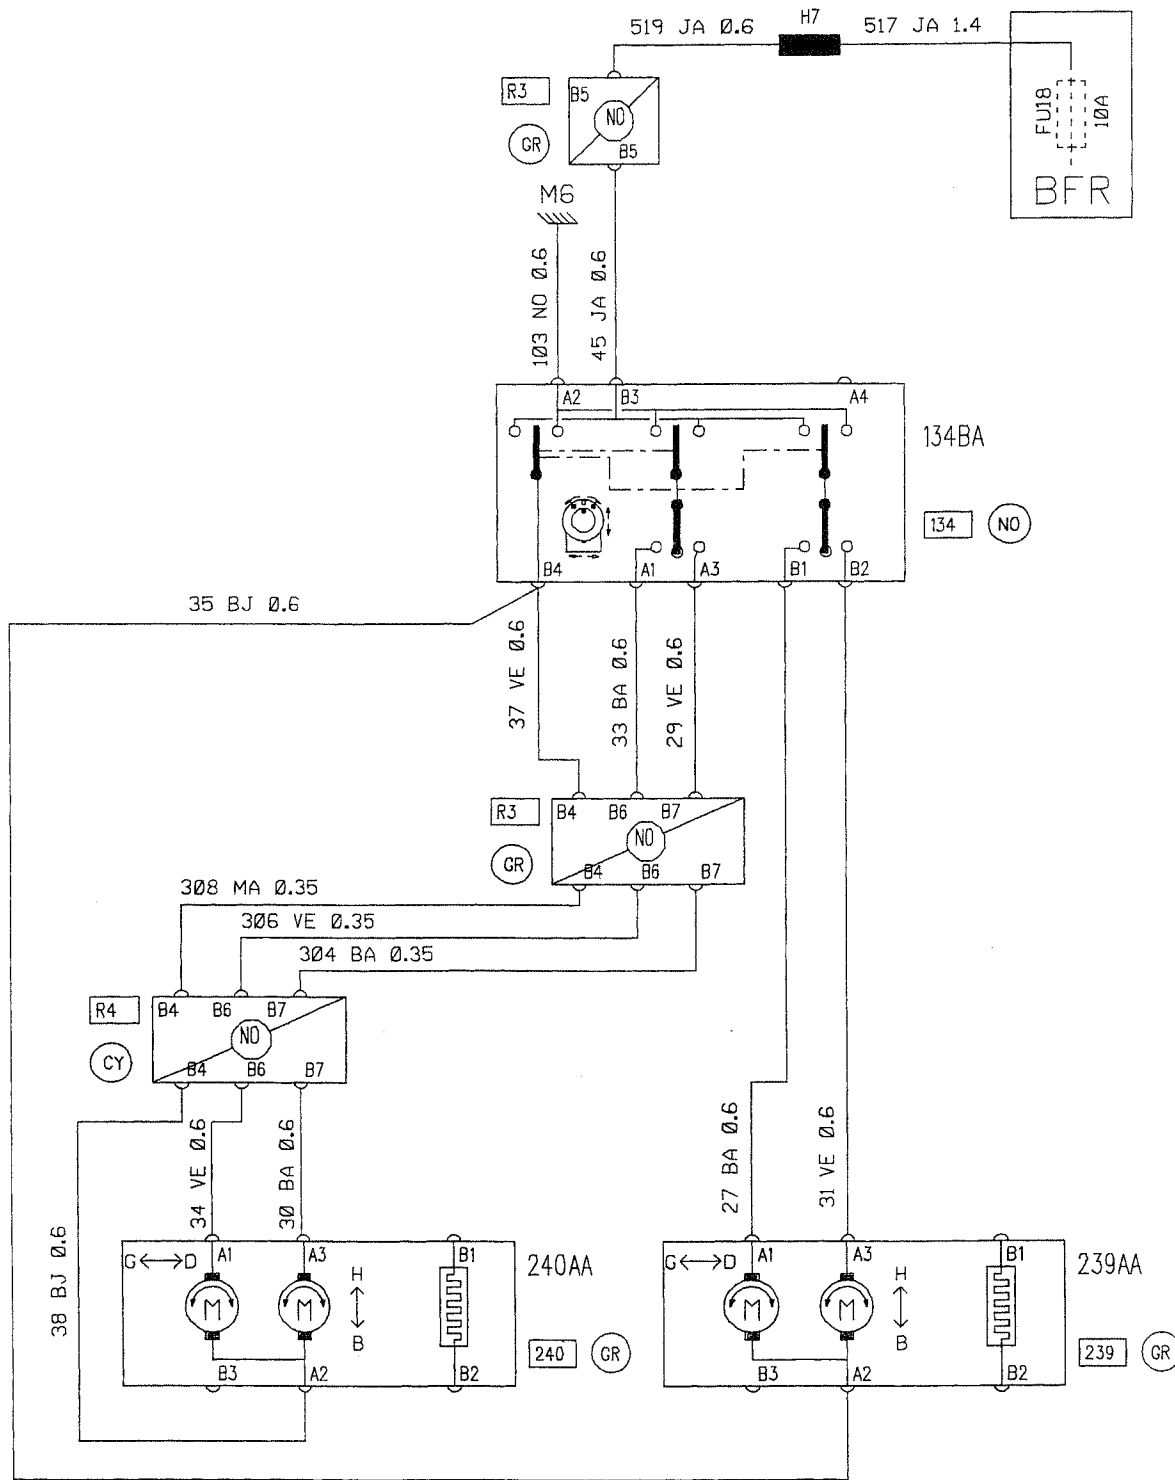 519 JA 0.6
H7
517 JA 1.4
R3
B5
NO
B5
GR
FU18
10A
BFR
M6
103 NO 0.6
45 JA 0.6
A2
B3
A4
134BA
134
NO
B4
A1
A3
B1
B2
35 BJ 0.6
37 VE 0.6
33 BA 0.6
29 VE 0.6
R3
B4
B6
B7
NO
GR
B4
B6
B7
308 MA 0.35
306 VE 0.35
304 BA 0.35
R4
B4
B6
B7
NO
CY
B4
B6
B7
34 VE 0.6
30 BA 0.6
27 BA 0.6
31 VE 0.6
38 BJ 0.6
G
D
A1
A3
B1
240AA
M
M
H
B
240
GR
B3
A2
B2
G
D
A1
A3
B1
239AA
M
M
H
B
239
GR
B3
A2
B2